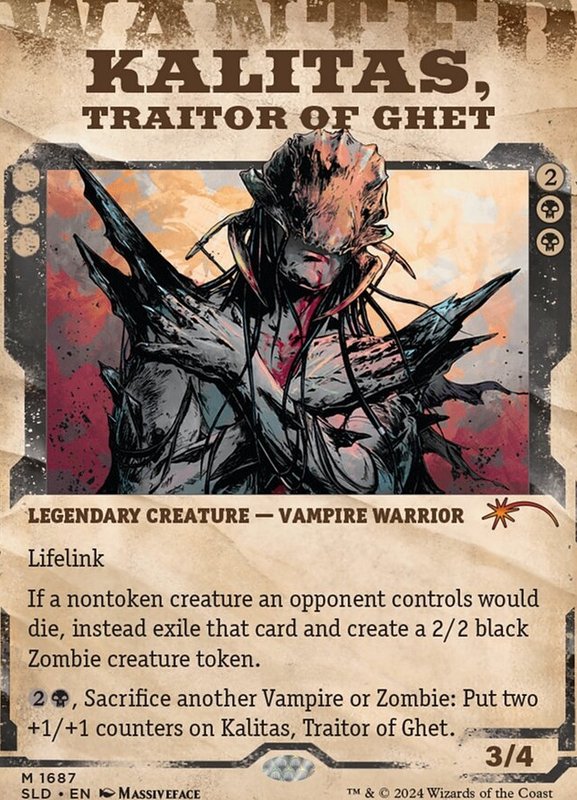 WANTED
KALITAS,
TRAITOR OF GHET
2
LEGENDARY CREATURE — VAMPIRE WARRIOR
Lifelink
If a nontoken creature an opponent controls would
die, instead exile that card and create a 2/2 black
Zombie creature token.
2, Sacrifice another Vampire or Zombie: Put two
+1/+1 counters on Kalitas, Traitor of Ghet.
3/4
M 1687
SLD • EN MASSIVEFACE
™ & © 2024 Wizards of the Coast